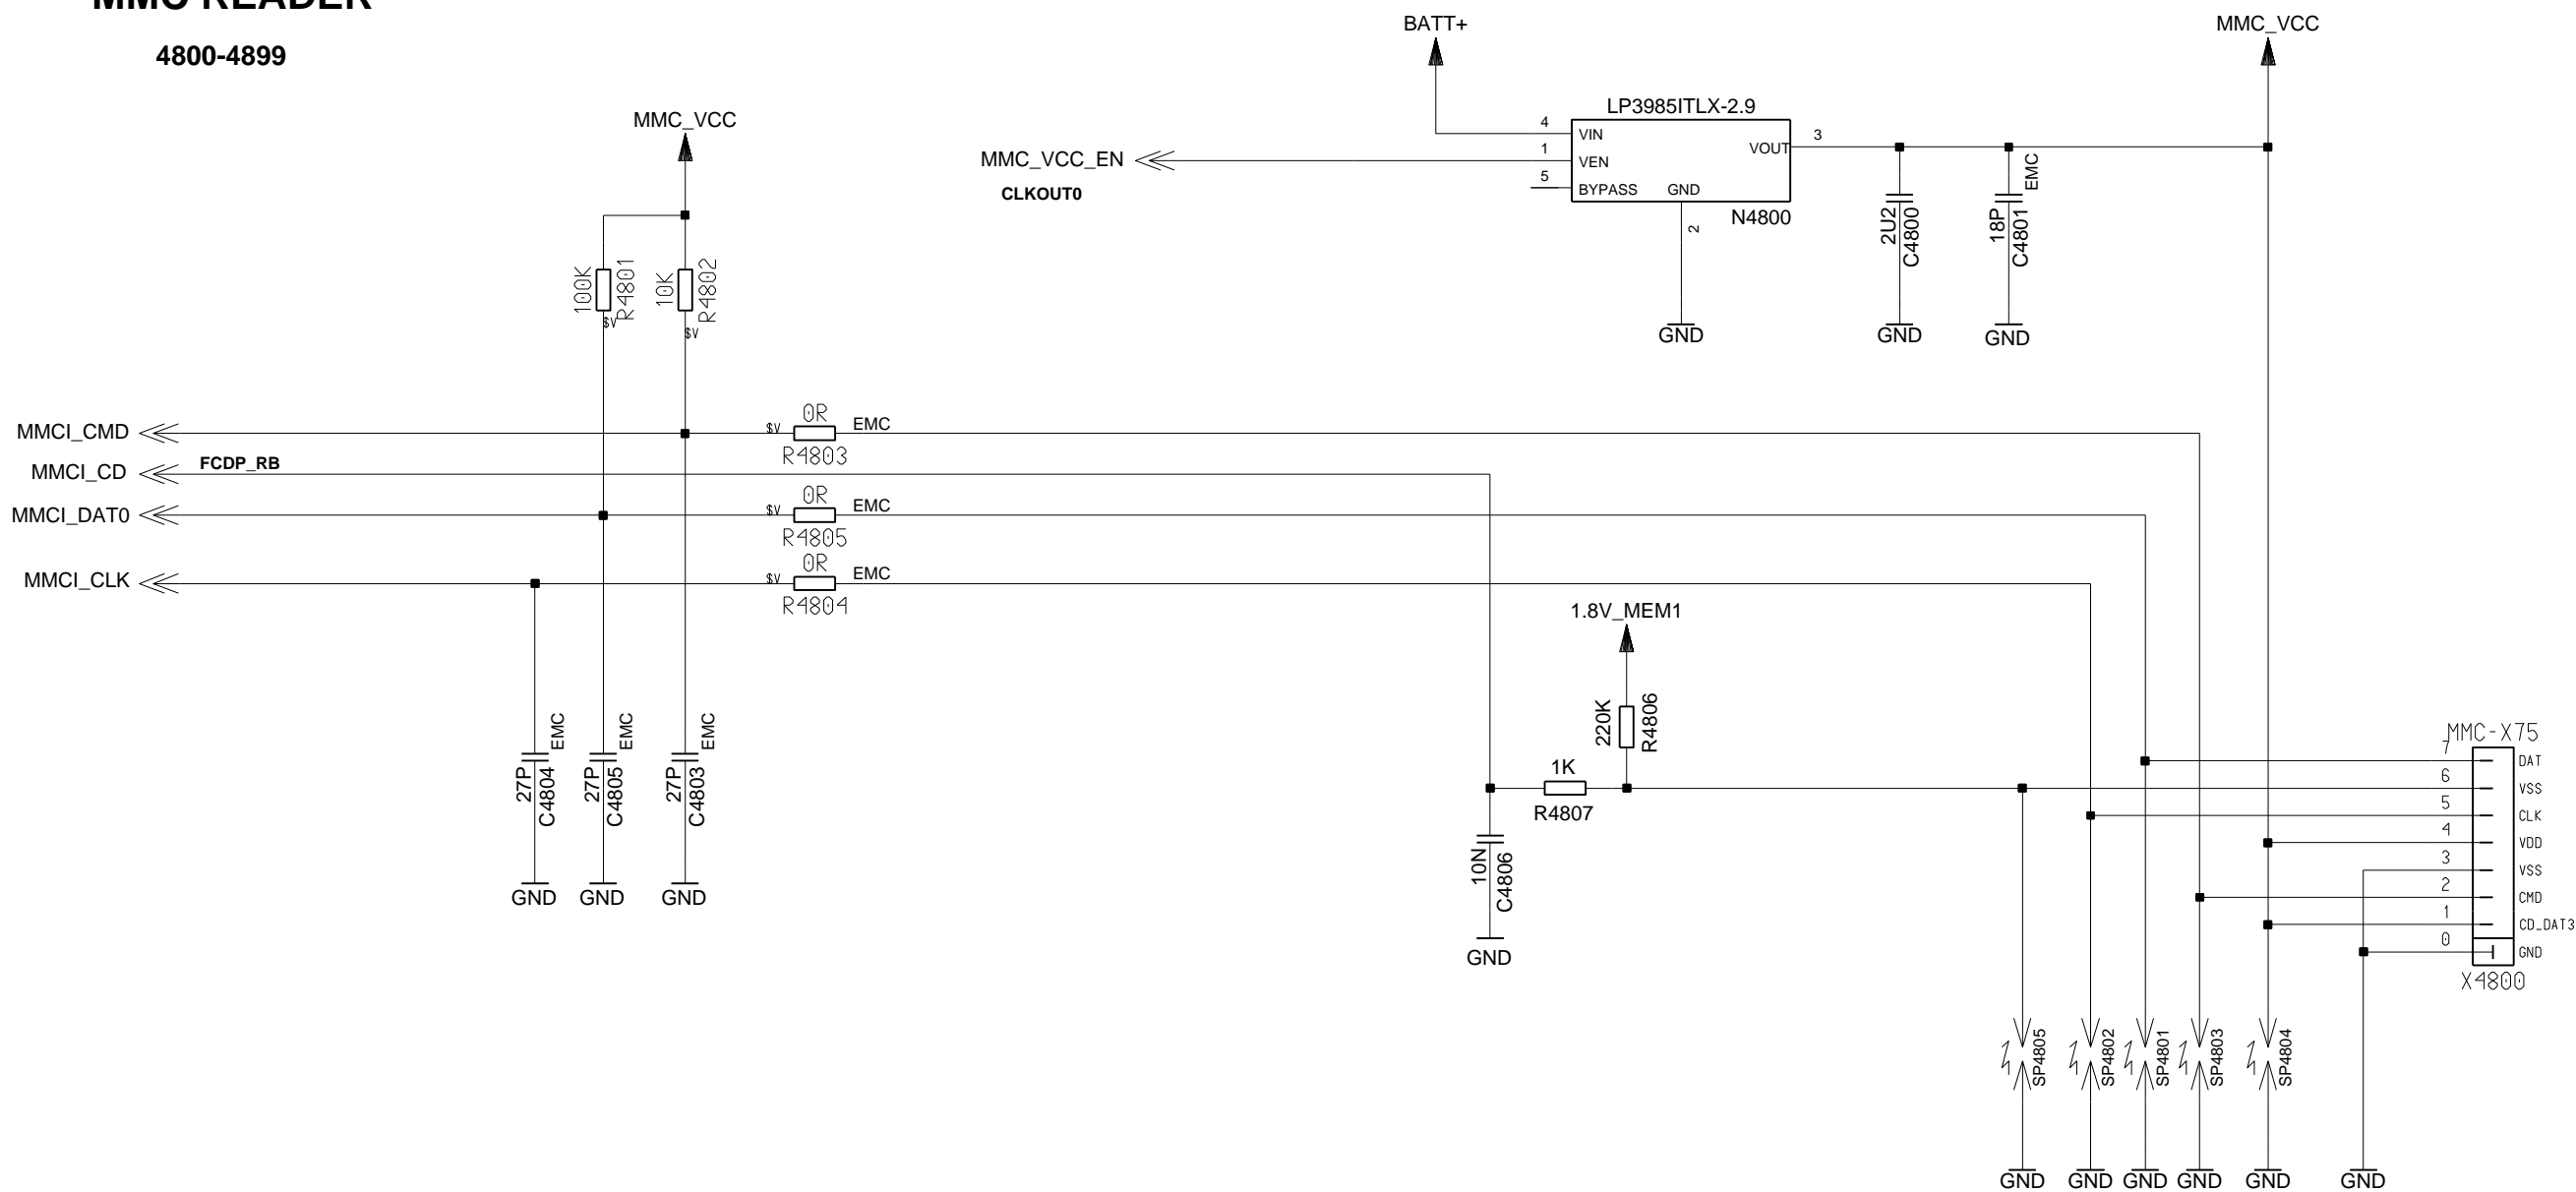 MMC READER
4800-4899
BATT+
MMC_VCC
MMC_VCC
LP3985ITLX-2.9
4
VIN
3
VOUT
MMC_VCC_EN
1
VEN
CLKOUT0
5
BYPASS
GND
N4800
2
2U2
C4800
18P
C4801
EMC
GND
GND
GND
100K
R4801
$V
10K
R4802
$V
MMCI_CMD
$V
0R
EMC
R4803
MMCI_CD
FCDP_RB
MMCI_DAT0
$V
0R
EMC
R4805
MMCI_CLK
$V
0R
EMC
R4804
1.8V_MEM1
220K
R4806
1K
R4807
27P
C4804
EMC
27P
C4805
EMC
27P
C4803
EMC
GND
GND
GND
10N
C4806
GND
MMC-X75
7
DAT
6
VSS
5
CLK
4
VDD
3
VSS
2
CMD
1
CD_DAT3
0
GND
X4800
SP4805
SP4802
SP4801
SP4803
SP4804
GND
GND
GND
GND
GND
GND